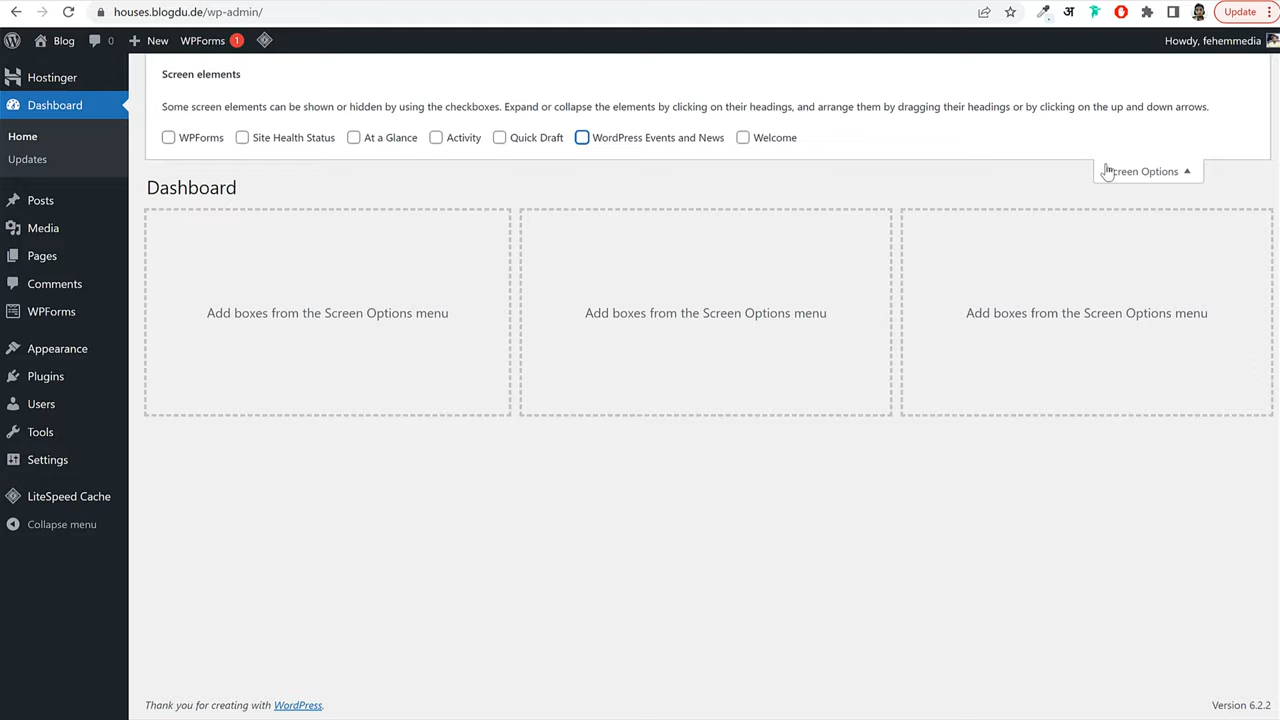 houses.blogdu.de/wp-admin/
अ
Update
Blog
0
New
WPForms 1
Howdy, fehemmedia
Hostinger
Dashboard
Home
Updates
Posts
Media
Pages
Comments
WPForms
Appearance
Plugins
Users
Tools
Settings
LiteSpeed Cache
Collapse menu
Screen elements
Some screen elements can be shown or hidden by using the checkboxes. Expand or collapse the elements by clicking on their headings, and arrange them by dragging their headings or by clicking on the up and down arrows.
WPForms Site Health Status At a Glance Activity Quick Draft WordPress Events and News Welcome
Screen Options
Dashboard
Add boxes from the Screen Options menu
Add boxes from the Screen Options menu
Add boxes from the Screen Options menu
Thank you for creating with WordPress.
Version 6.2.2